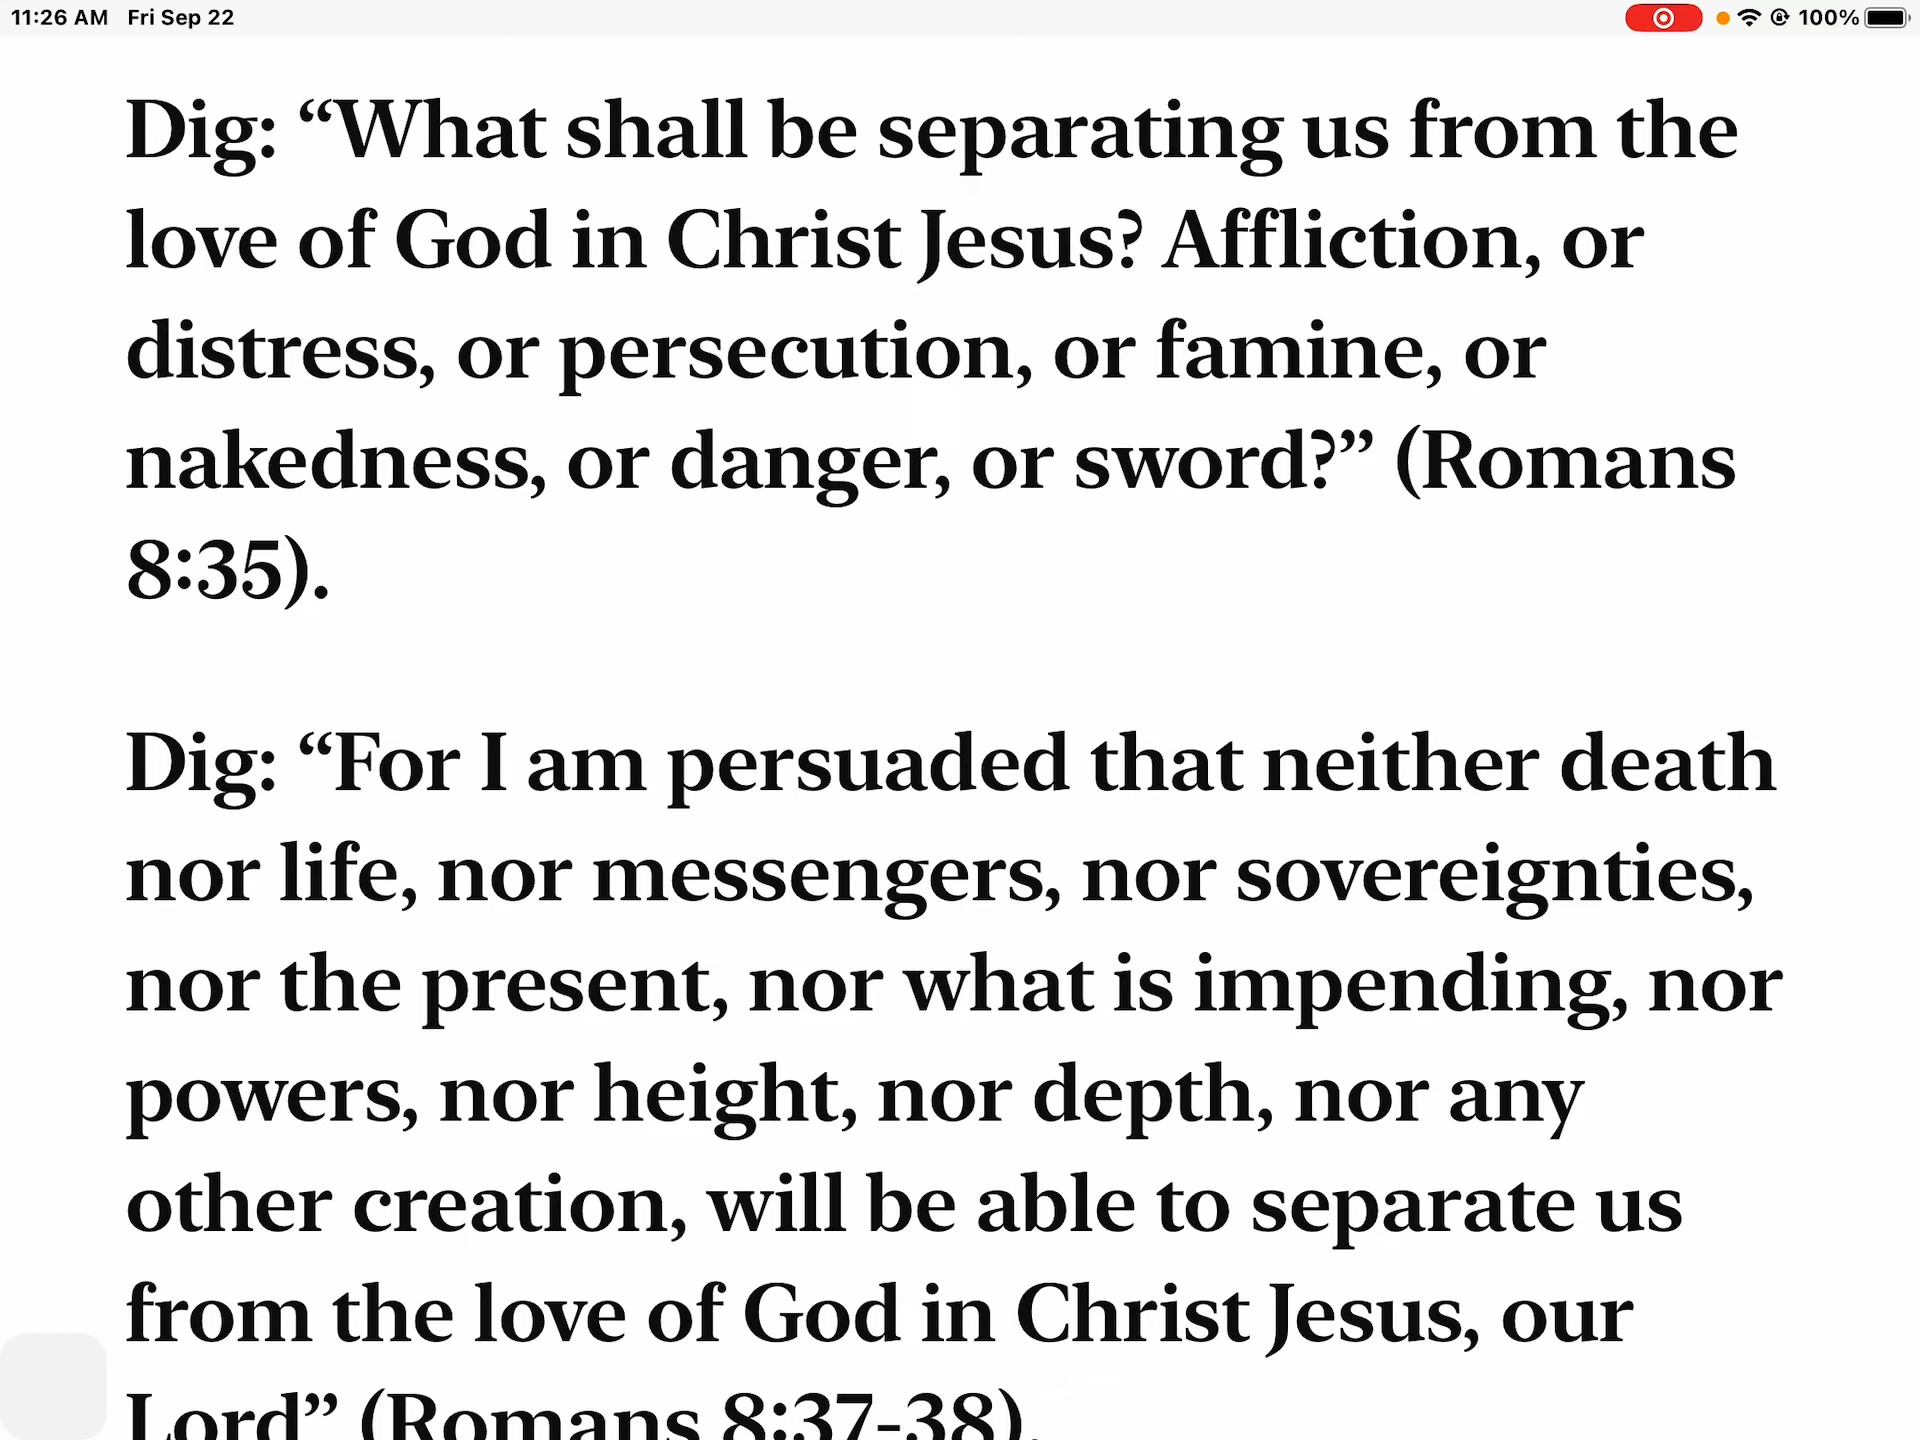 11:26 AM Fri Sep 22 100%
Dig: “What shall be separating us from the
love of God in Christ Jesus? Affliction, or
distress, or persecution, or famine, or
nakedness, or danger, or sword?” (Romans
8:35).
Dig: “For I am persuaded that neither death
nor life, nor messengers, nor sovereignties,
nor the present, nor what is impending, nor
powers, nor height, nor depth, nor any
other creation, will be able to separate us
from the love of God in Christ Jesus, our
Lord” (Romans 8:37-38).